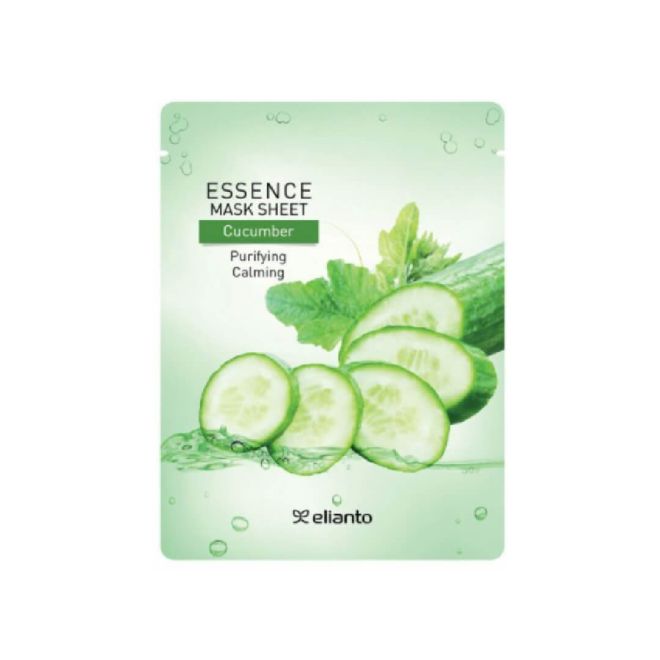 ESSENCE
MASK SHEET
Cucumber
Purifying
Calming
elianto